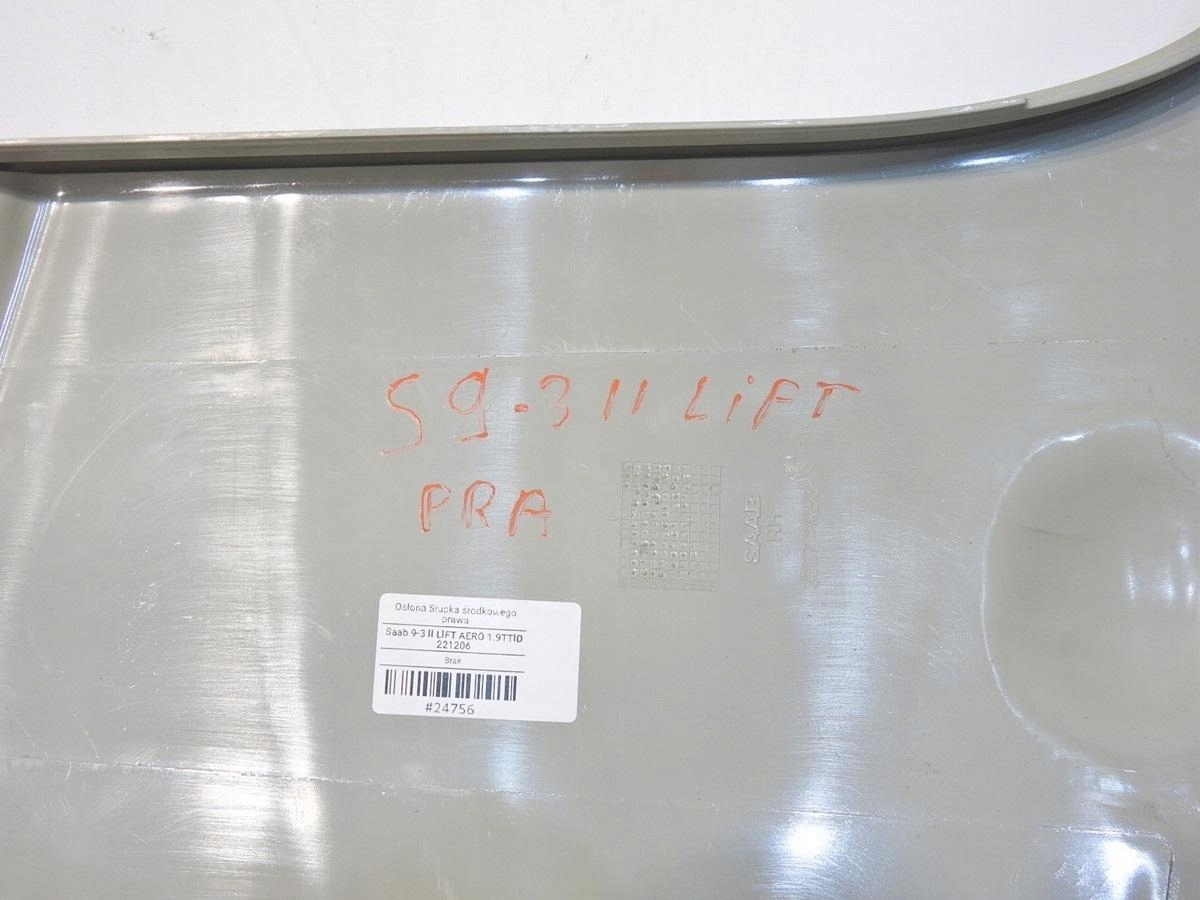 S 9-3 II LiFT
PRA
SAAB
RH
Osłona Słupka środkowego
prawa
Saab 9-3 II LIFT AERO 1.9TTiD
221206
Brak
#24756